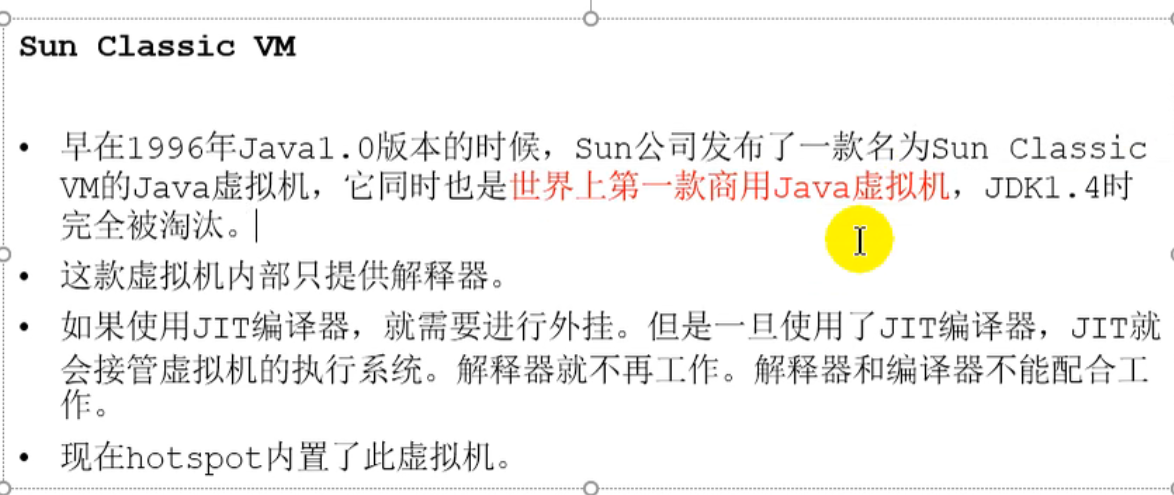 Sun Classic VM
• 早在1996年Java1.0版本的时候，Sun公司发布了一款名为Sun Classic
VM的Java虚拟机，它同时也是世界上第一款商用Java虚拟机，JDK1.4时
完全被淘汰。
• 这款虚拟机内部只提供解释器。
• 如果使用JIT编译器，就需要进行外挂。但是一旦使用了JIT编译器，JIT就
会接管虚拟机的执行系统。解释器就不再工作。解释器和编译器不能配合工
作。
• 现在hotspot内置了此虚拟机。